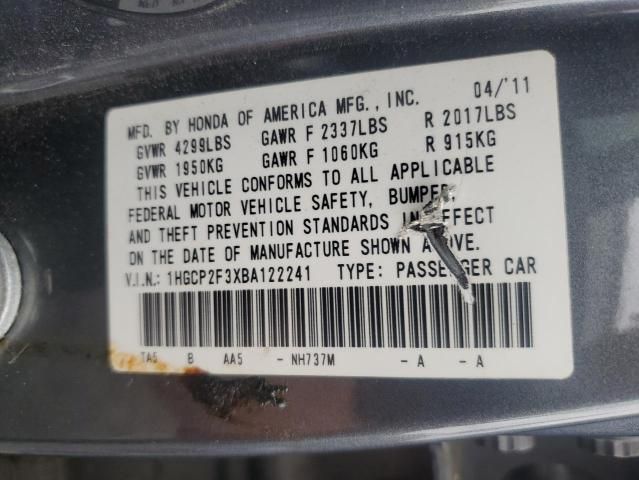 04/'11
MFD. BY HONDA OF AMERICA MFG., INC.
GVWR 4299LBS GAWR F 2337LBS R 2017LBS
GVWR 1950KG GAWR F 1060KG R 915KG
THIS VEHICLE CONFORMS TO ALL APPLICABLE
FEDERAL MOTOR VEHICLE SAFETY, BUMPER,
AND THEFT PREVENTION STANDARDS IN EFFECT
ON THE DATE OF MANUFACTURE SHOWN ABOVE.
V.I.N.: 1HGCP2F3XBA122241 TYPE: PASSENGER CAR
TA5 B AA5 - NH737M - A - A